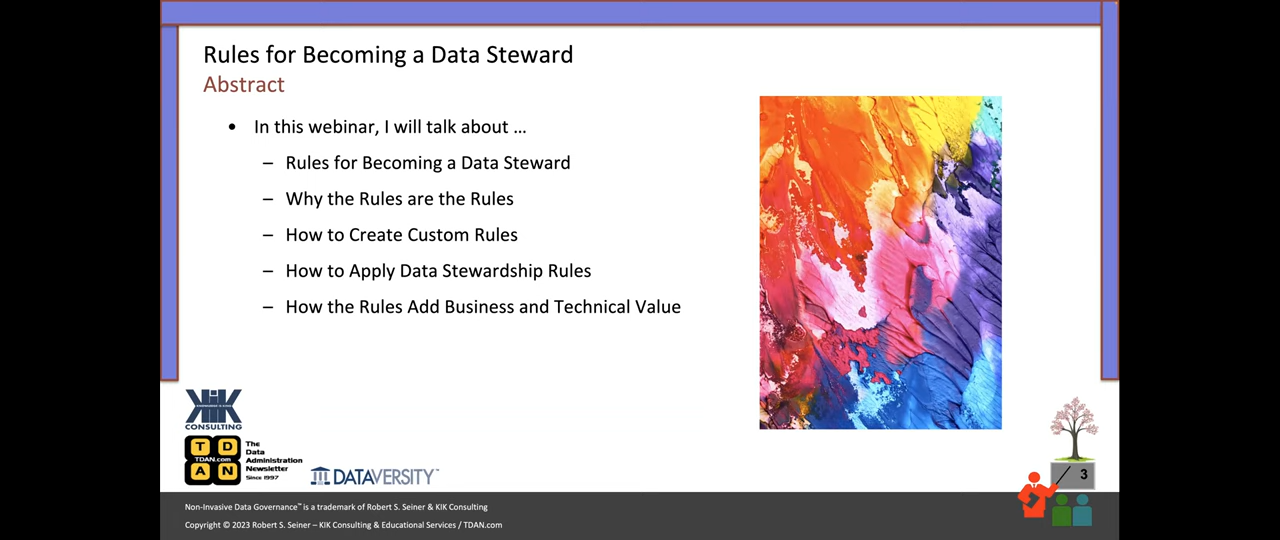 Rules for Becoming a Data Steward
Abstract
• In this webinar, I will talk about …
– Rules for Becoming a Data Steward
– Why the Rules are the Rules
– How to Create Custom Rules
– How to Apply Data Stewardship Rules
– How the Rules Add Business and Technical Value
KIK
CONSULTING
T D
TDAN.com
A N
The
Data
Administration
Newsletter
Since 1997
DATAVERSITY™
3
Non-Invasive Data Governance™ is a trademark of Robert S. Seiner & KIK Consulting
Copyright © 2023 Robert S. Seiner – KIK Consulting & Educational Services / TDAN.com